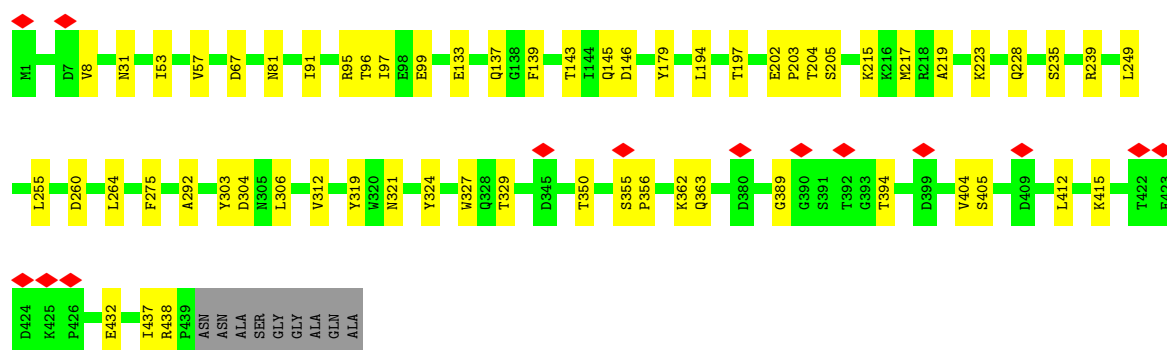 M1 D7 V8 N31 I53 V57 D67 N81 I91 R95 T96 I97 E98 E99 E133 Q137 G138 F139 T143 I144 Q145 D146 Y179 L194 T197 E202 P203 T204 S205 K215 K216 M217 R218 A219 K223 Q228 S235 R239 L249
L255 D260 L264 F275 A292 Y303 D304 N305 L306 V312 Y319 W320 N321 Y324 W327 Q328 T329 D345 T350 S355 P356 K362 Q363 D380 G389 G390 S391 T392 G393 T394 D399 V404 S405 D409 L412 K415 T422 E423
D424 K425 P426 E432 I437 R438 P439 ASN ASN ALA SER GLY GLY ALA GLN ALA